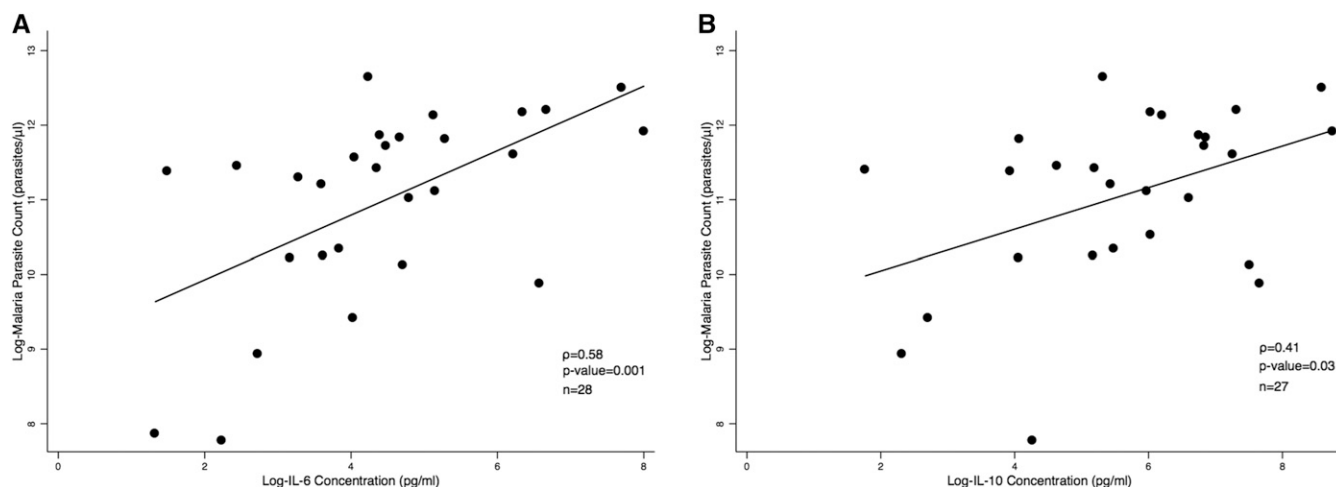 A
Log-Malaria Parasite Count (parasites/µl)
13
12
11
10
9
8
ρ=0.58
p-value=0.001
n=28
0 2 4 6 8
Log-IL-6 Concentration (pg/ml)
B
Log-Malaria Parasite Count (parasites/µl)
13
12
11
10
9
8
ρ=0.41
p-value=0.03
n=27
0 2 4 6 8
Log-IL-10 Concentration (pg/ml)